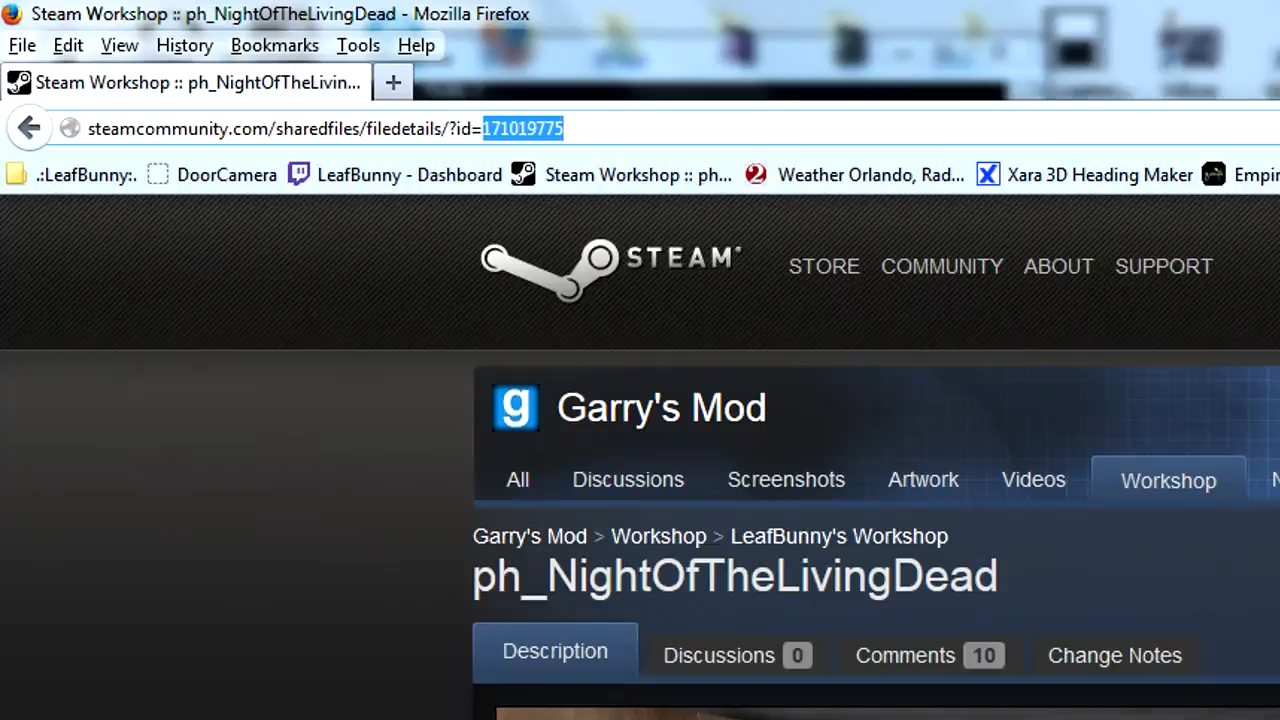 Steam Workshop :: ph_NightOfTheLivingDead - Mozilla Firefox
File Edit View History Bookmarks Tools Help
Steam Workshop :: ph_NightOfTheLivin... +
steamcommunity.com/sharedfiles/filedetails/?id=171019775
.:LeafBunny:. DoorCamera LeafBunny - Dashboard Steam Workshop :: ph... Weather Orlando, Rad... Xara 3D Heading Maker Empir
STEAM
STORE COMMUNITY ABOUT SUPPORT
g Garry's Mod
All Discussions Screenshots Artwork Videos Workshop N
Garry's Mod > Workshop > LeafBunny's Workshop
ph_NightOfTheLivingDead
Description Discussions 0 Comments 10 Change Notes